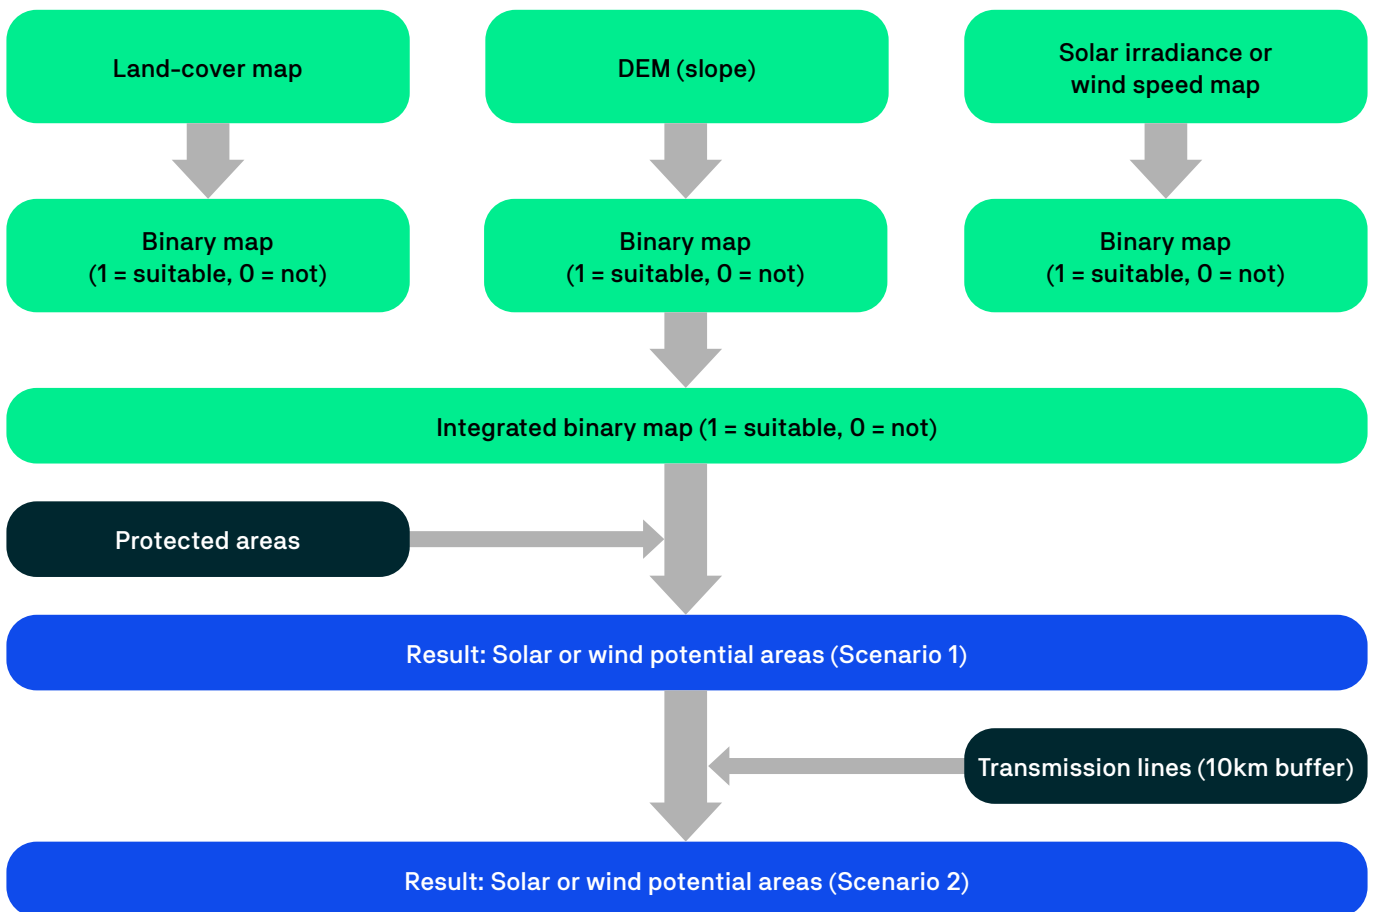 Land-cover map
DEM (slope)
Solar irradiance or
wind speed map
Binary map
(1 = suitable, 0 = not)
Binary map
(1 = suitable, 0 = not)
Binary map
(1 = suitable, 0 = not)
Integrated binary map (1 = suitable, 0 = not)
Protected areas
Result: Solar or wind potential areas (Scenario 1)
Transmission lines (10km buffer)
Result: Solar or wind potential areas (Scenario 2)